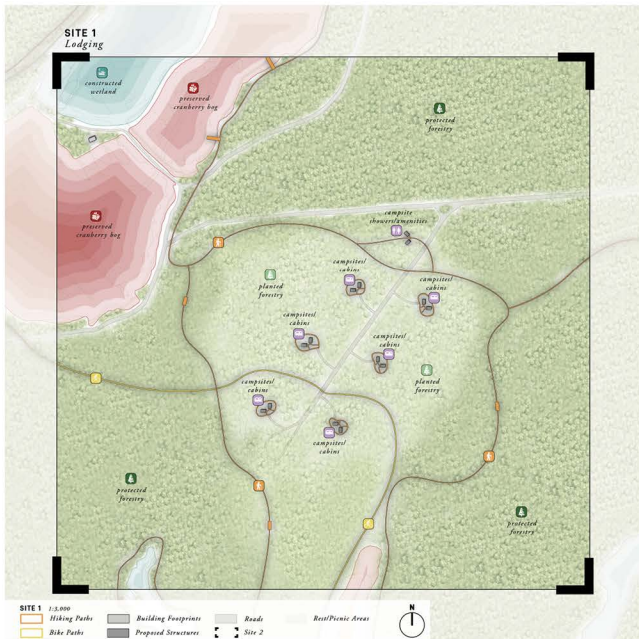 SITE 1
Lodging
constructed
wetland
preserved
cranberry bog
protected
forestry
preserved
cranberry bog
campsite
showers/amenities
campsites/
cabins
planted
forestry
campsites/
cabins
campsites/
cabins
campsites/
cabins
planted
forestry
campsites/
cabins
campsites/
cabins
protected
forestry
protected
forestry
N
SITE 1 1:3,000
Hiking Paths Building Footprints Roads Rest/Picnic Areas
Bike Paths Proposed Structures Site 2